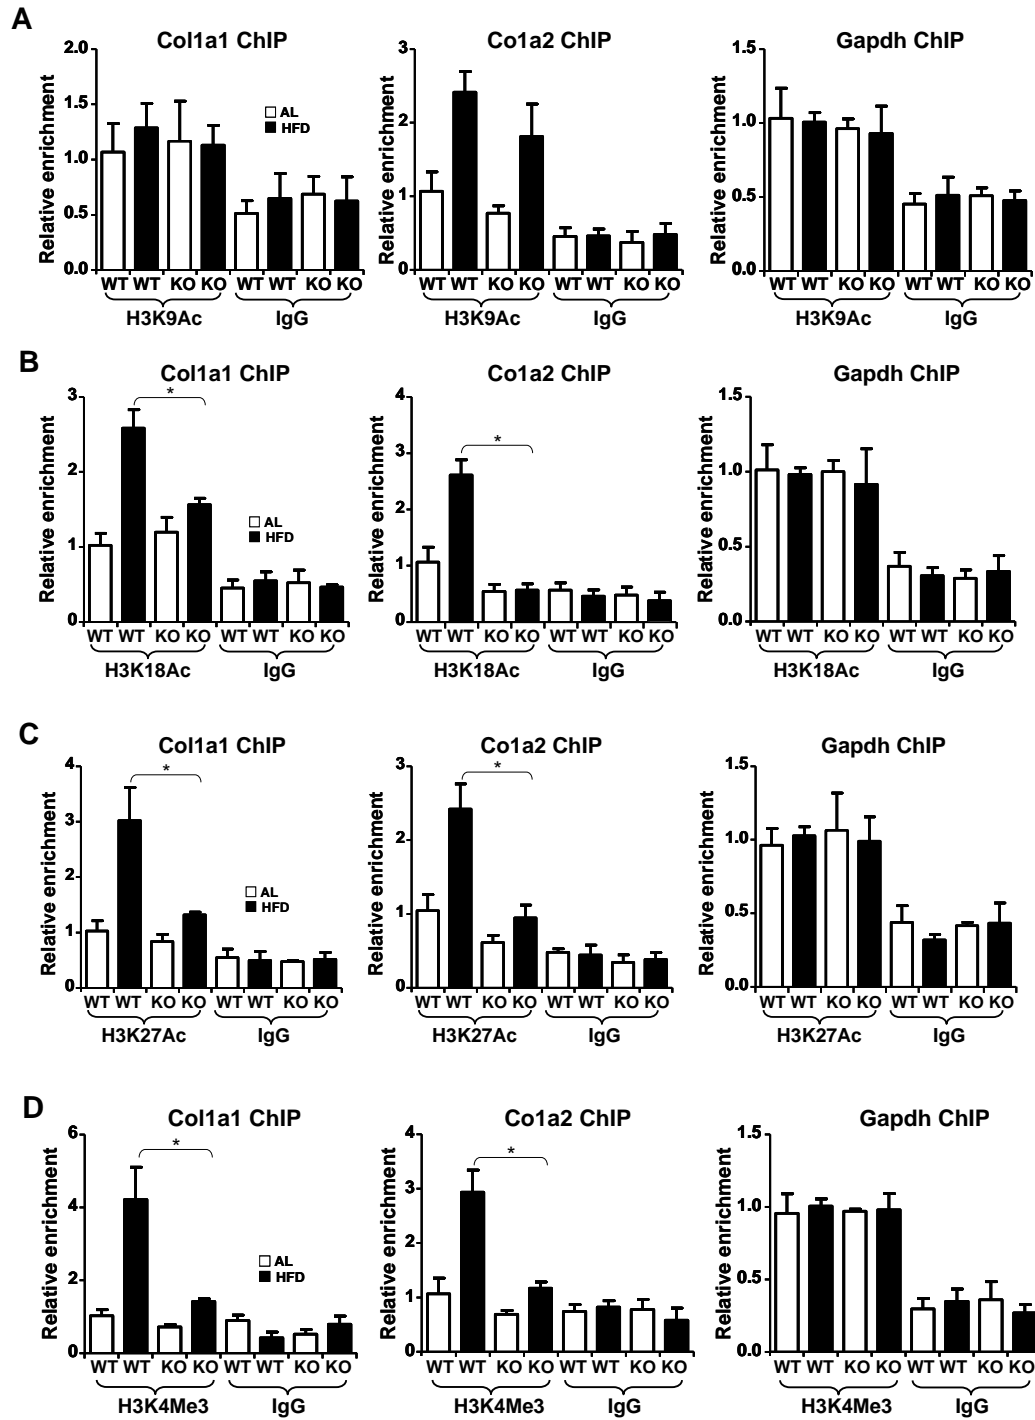 A
Col1a1 ChIP
Co1a2 ChIP
Gapdh ChIP
Relative enrichment
2.0
1.5
1.0
0.5
0.0
AL
HFD
WT WT KO KO WT WT KO KO
H3K9Ac IgG
Relative enrichment
3
2
1
0
WT WT KO KO WT WT KO KO
H3K9Ac IgG
Relative enrichment
1.5
1.0
0.5
0.0
WT WT KO KO WT WT KO KO
H3K9Ac IgG
B
Col1a1 ChIP
Co1a2 ChIP
Gapdh ChIP
Relative enrichment
3
2
1
0
*
AL
HFD
WT WT KO KO WT WT KO KO
H3K18Ac IgG
Relative enrichment
4
3
2
1
0
*
WT WT KO KO WT WT KO KO
H3K18Ac IgG
Relative enrichment
1.5
1.0
0.5
0.0
WT WT KO KO WT WT KO KO
H3K18Ac IgG
C
Col1a1 ChIP
Co1a2 ChIP
Gapdh ChIP
Relative enrichment
4
3
2
1
0
*
AL
HFD
WT WT KO KO WT WT KO KO
H3K27Ac IgG
Relative enrichment
3
2
1
0
*
WT WT KO KO WT WT KO KO
H3K27Ac IgG
Relative enrichment
1.5
1.0
0.5
0.0
WT WT KO KO WT WT KO KO
H3K27Ac IgG
D
Col1a1 ChIP
Co1a2 ChIP
Gapdh ChIP
Relative enrichment
6
4
2
0
*
AL
HFD
WT WT KO KO WT WT KO KO
H3K4Me3 IgG
Relative enrichment
4
3
2
1
0
*
WT WT KO KO WT WT KO KO
H3K4Me3 IgG
Relative enrichment
1.5
1.0
0.5
0.0
WT WT KO KO WT WT KO KO
H3K4Me3 IgG